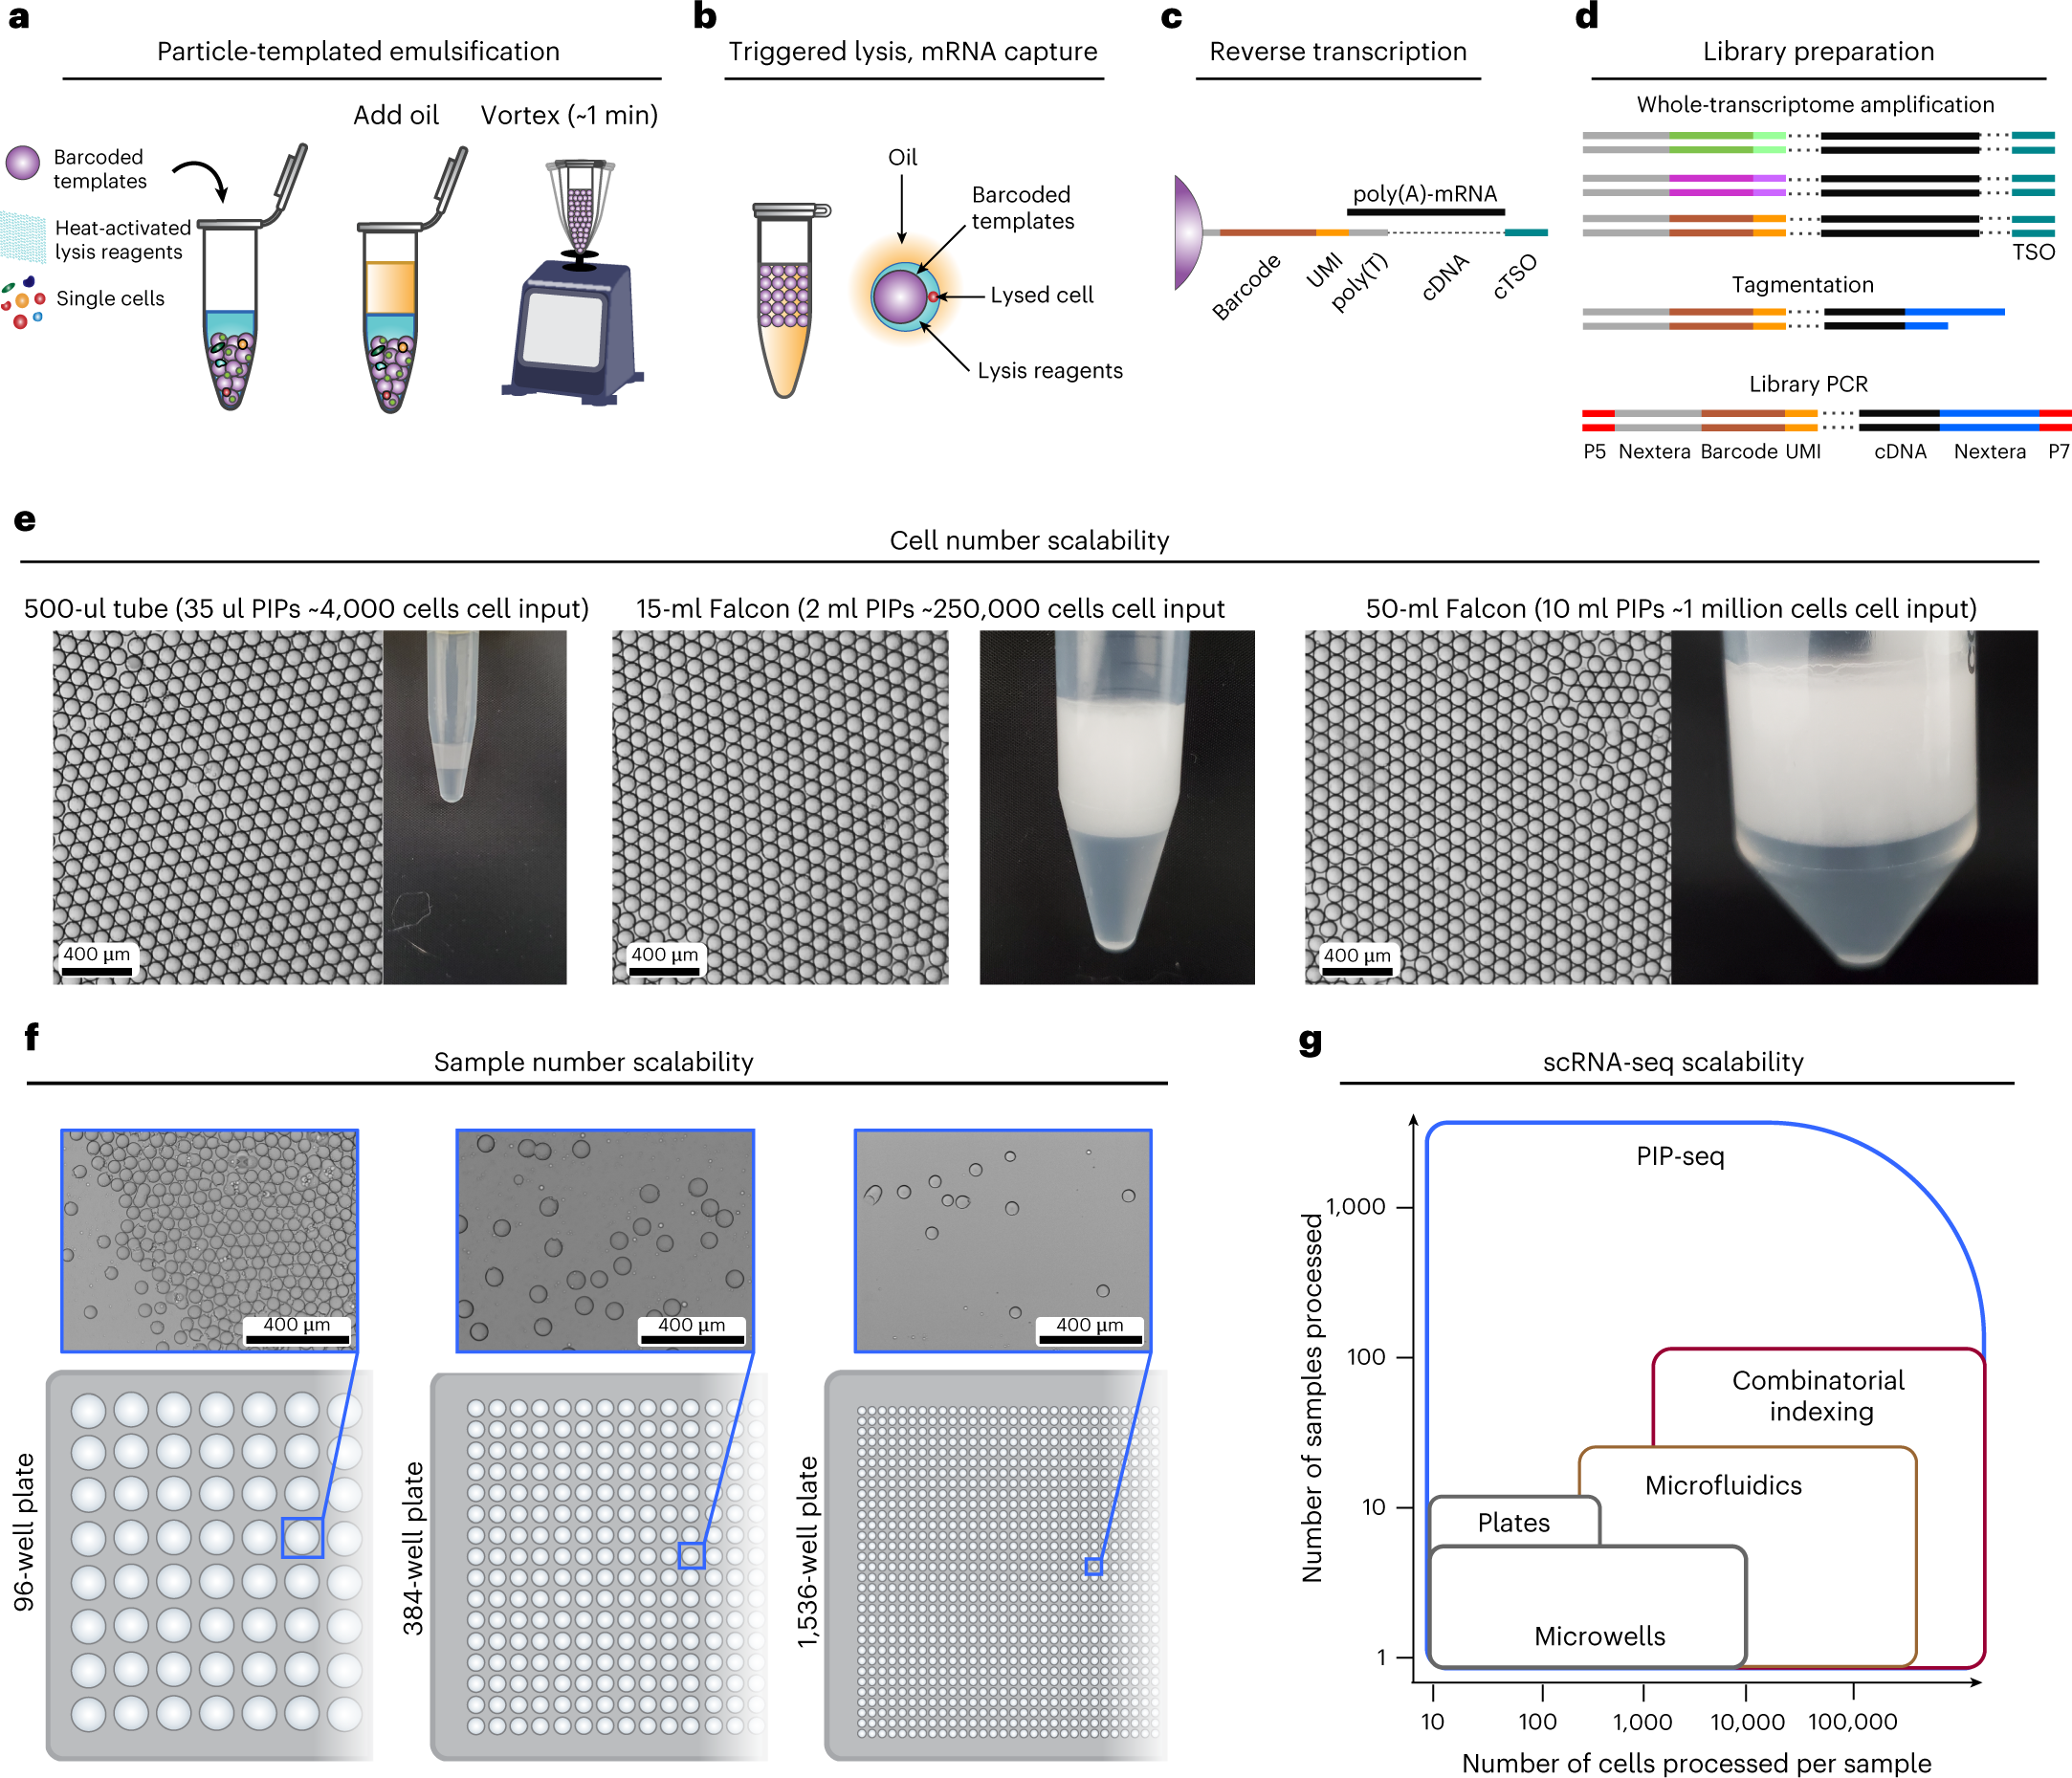 a
Particle-templated emulsification
Add oil
Vortex (~1 min)
Barcoded
templates
Heat-activated
lysis reagents
Single cells
b
Triggered lysis, mRNA capture
Oil
Barcoded
templates
Lysed cell
Lysis reagents
c
Reverse transcription
poly(A)-mRNA
Barcode
UMI
poly(T)
cDNA
cTSO
d
Library preparation
Whole-transcriptome amplification
TSO
Tagmentation
Library PCR
P5 Nextera Barcode UMI cDNA Nextera P7
e
Cell number scalability
500-ul tube (35 ul PIPs ~4,000 cells cell input)
400 µm
15-ml Falcon (2 ml PIPs ~250,000 cells cell input
400 µm
50-ml Falcon (10 ml PIPs ~1 million cells cell input)
400 µm
f
Sample number scalability
400 µm
400 µm
400 µm
96-well plate
384-well plate
1,536-well plate
g
scRNA-seq scalability
Number of samples processed
1,000
100
10
1
PIP-seq
Combinatorial
indexing
Microfluidics
Plates
Microwells
10
100
1,000
10,000
100,000
Number of cells processed per sample